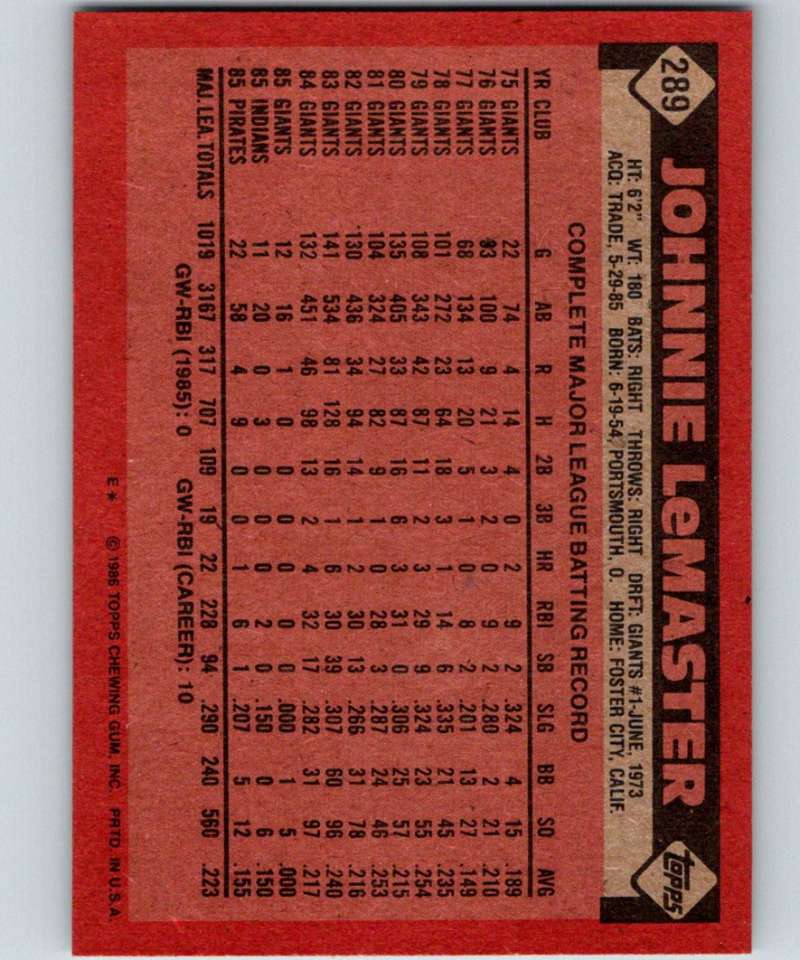 289
JOHNNIE LeMASTER
topps
HT: 6'2" WT: 180 BATS: RIGHT THROWS: RIGHT DRFT: GIANTS #1-JUNE, 1973
ACQ: TRADE, 5-29-85 BORN: 6-19-54, PORTSMOUTH, O. HOME: FOSTER CITY, CALIF.
COMPLETE MAJOR LEAGUE BATTING RECORD
YR CLUB G AB R H 2B 3B HR RBI SB SLG BB SO AVG
75 GIANTS 22 74 4 14 4 0 2 9 2 .324 4 15 .189
76 GIANTS 33 100 9 21 3 2 0 9 2 .280 2 21 .210
77 GIANTS 68 134 13 20 5 1 0 8 2 .201 13 27 .149
78 GIANTS 101 272 23 64 18 3 1 14 6 .335 21 45 .235
79 GIANTS 108 343 42 87 11 2 3 29 9 .324 23 55 .254
80 GIANTS 135 405 33 87 16 6 3 31 0 .306 25 57 .215
81 GIANTS 104 324 27 82 9 1 0 28 3 .287 24 46 .253
82 GIANTS 130 436 34 94 14 1 2 30 13 .266 31 78 .216
83 GIANTS 141 534 81 128 16 1 6 30 39 .307 60 96 .240
84 GIANTS 132 451 46 98 13 2 4 32 17 .282 31 97 .217
85 GIANTS 12 16 1 0 0 0 0 0 0 .000 1 5 .000
85 INDIANS 11 20 0 3 0 0 0 2 0 .150 0 6 .150
85 PIRATES 22 58 4 9 0 0 1 6 1 .207 5 12 .155
MAJ. LEA. TOTALS 1019 3167 317 707 109 19 22 228 94 .290 240 560 .223
GW-RBI (1985): 0 GW-RBI (CAREER): 10
E* © 1986 TOPPS CHEWING GUM, INC. PRTD. IN U.S.A.